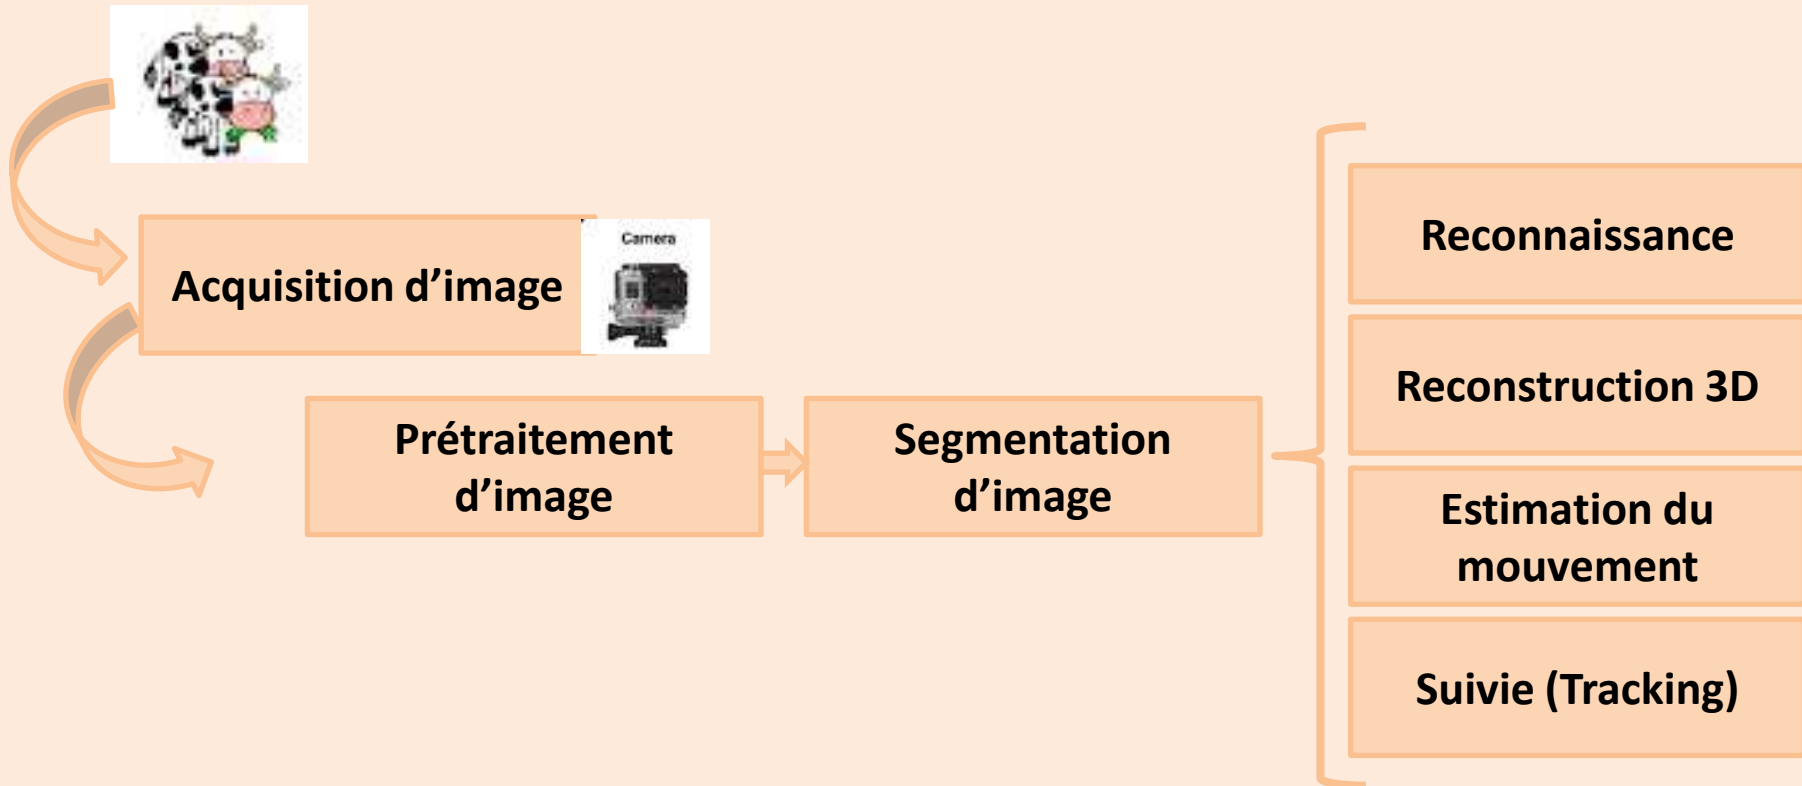 Acquisition d’image
Camera
Prétraitement
d’image
Segmentation
d’image
Reconnaissance
Reconstruction 3D
Estimation du
mouvement
Suivie (Tracking)